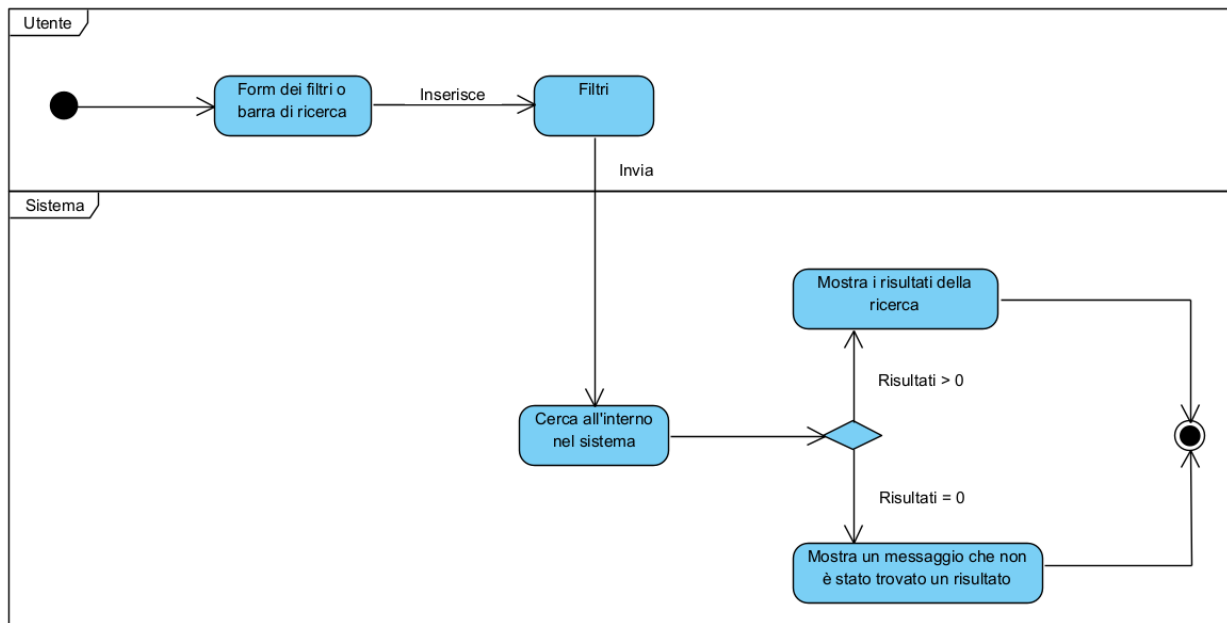 Utente
Form dei filtri o
barra di ricerca
Inserisce
Filtri
Invia
Sistema
Mostra i risultati della
ricerca
Risultati > 0
Cerca all'interno
nel sistema
Risultati = 0
Mostra un messaggio che non
è stato trovato un risultato